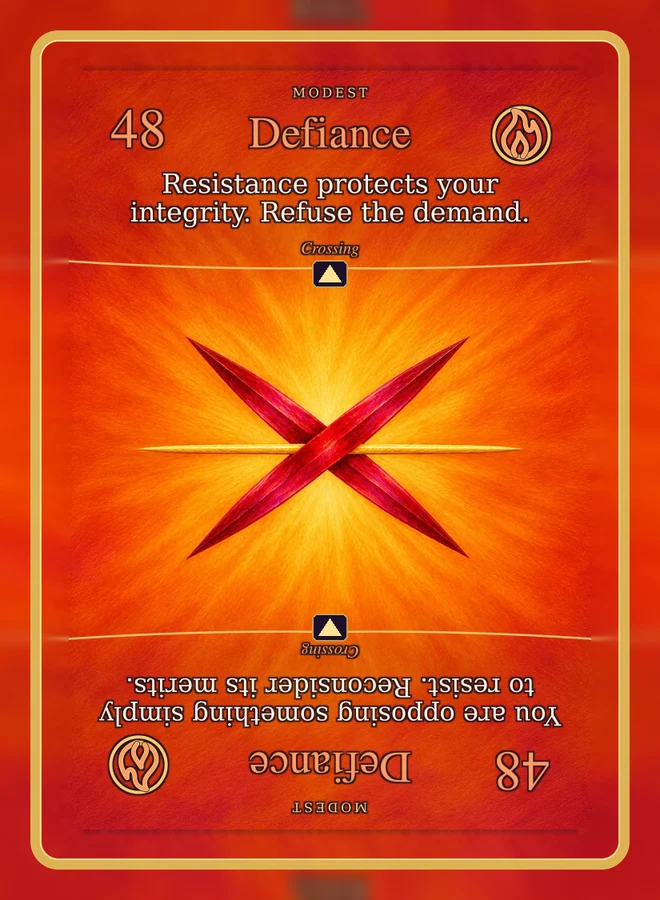 MODEST
48 Defiance
Resistance protects your
integrity. Refuse the demand.
Crossing
Crossing
You are opposing something simply
to resist. Reconsider its merits.
48 Defiance
MODEST